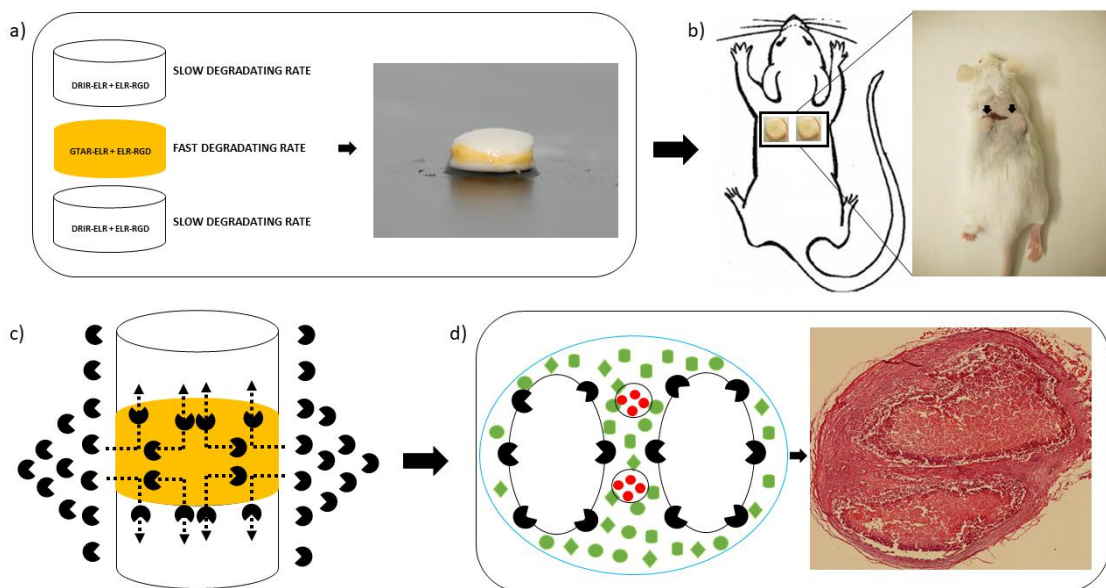 a)
DRIR-ELR + ELR-RGD
SLOW DEGRADATING RATE
GTAR-ELR + ELR-RGD
FAST DEGRADATING RATE
DRIR-ELR + ELR-RGD
SLOW DEGRADATING RATE
b)
c)
d)